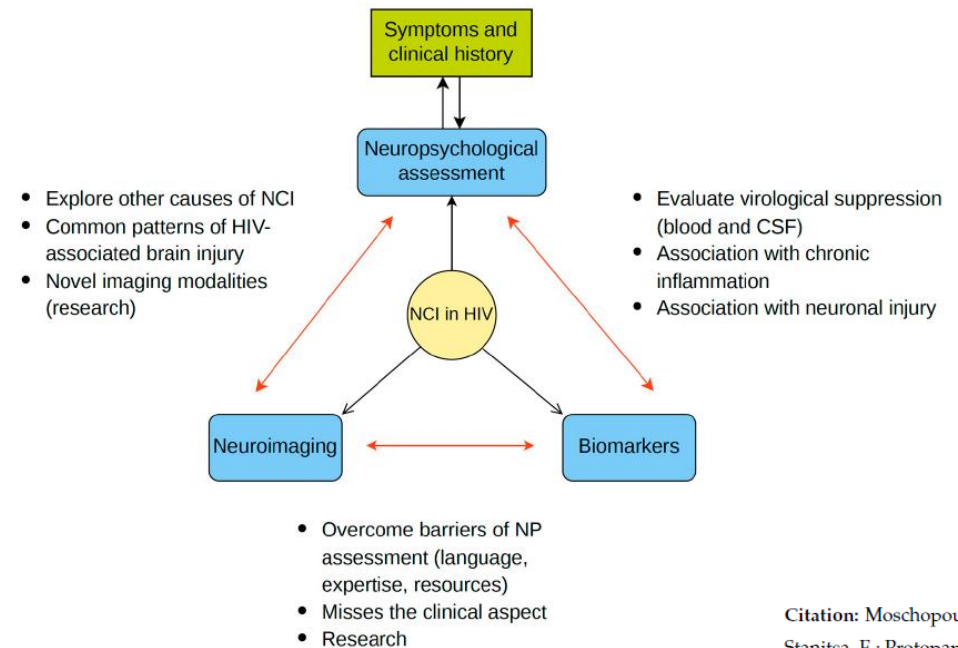 Symptoms and
clinical history
Neuropsychological
assessment
• Explore other causes of NCI
• Common patterns of HIV-
associated brain injury
• Novel imaging modalities
(research)
• Evaluate virological suppression
(blood and CSF)
• Association with chronic
inflammation
• Association with neuronal injury
NCI in HIV
Neuroimaging
Biomarkers
• Overcome barriers of NP
assessment (language,
expertise, resources)
• Misses the clinical aspect
• Research
Citation: Moschopou